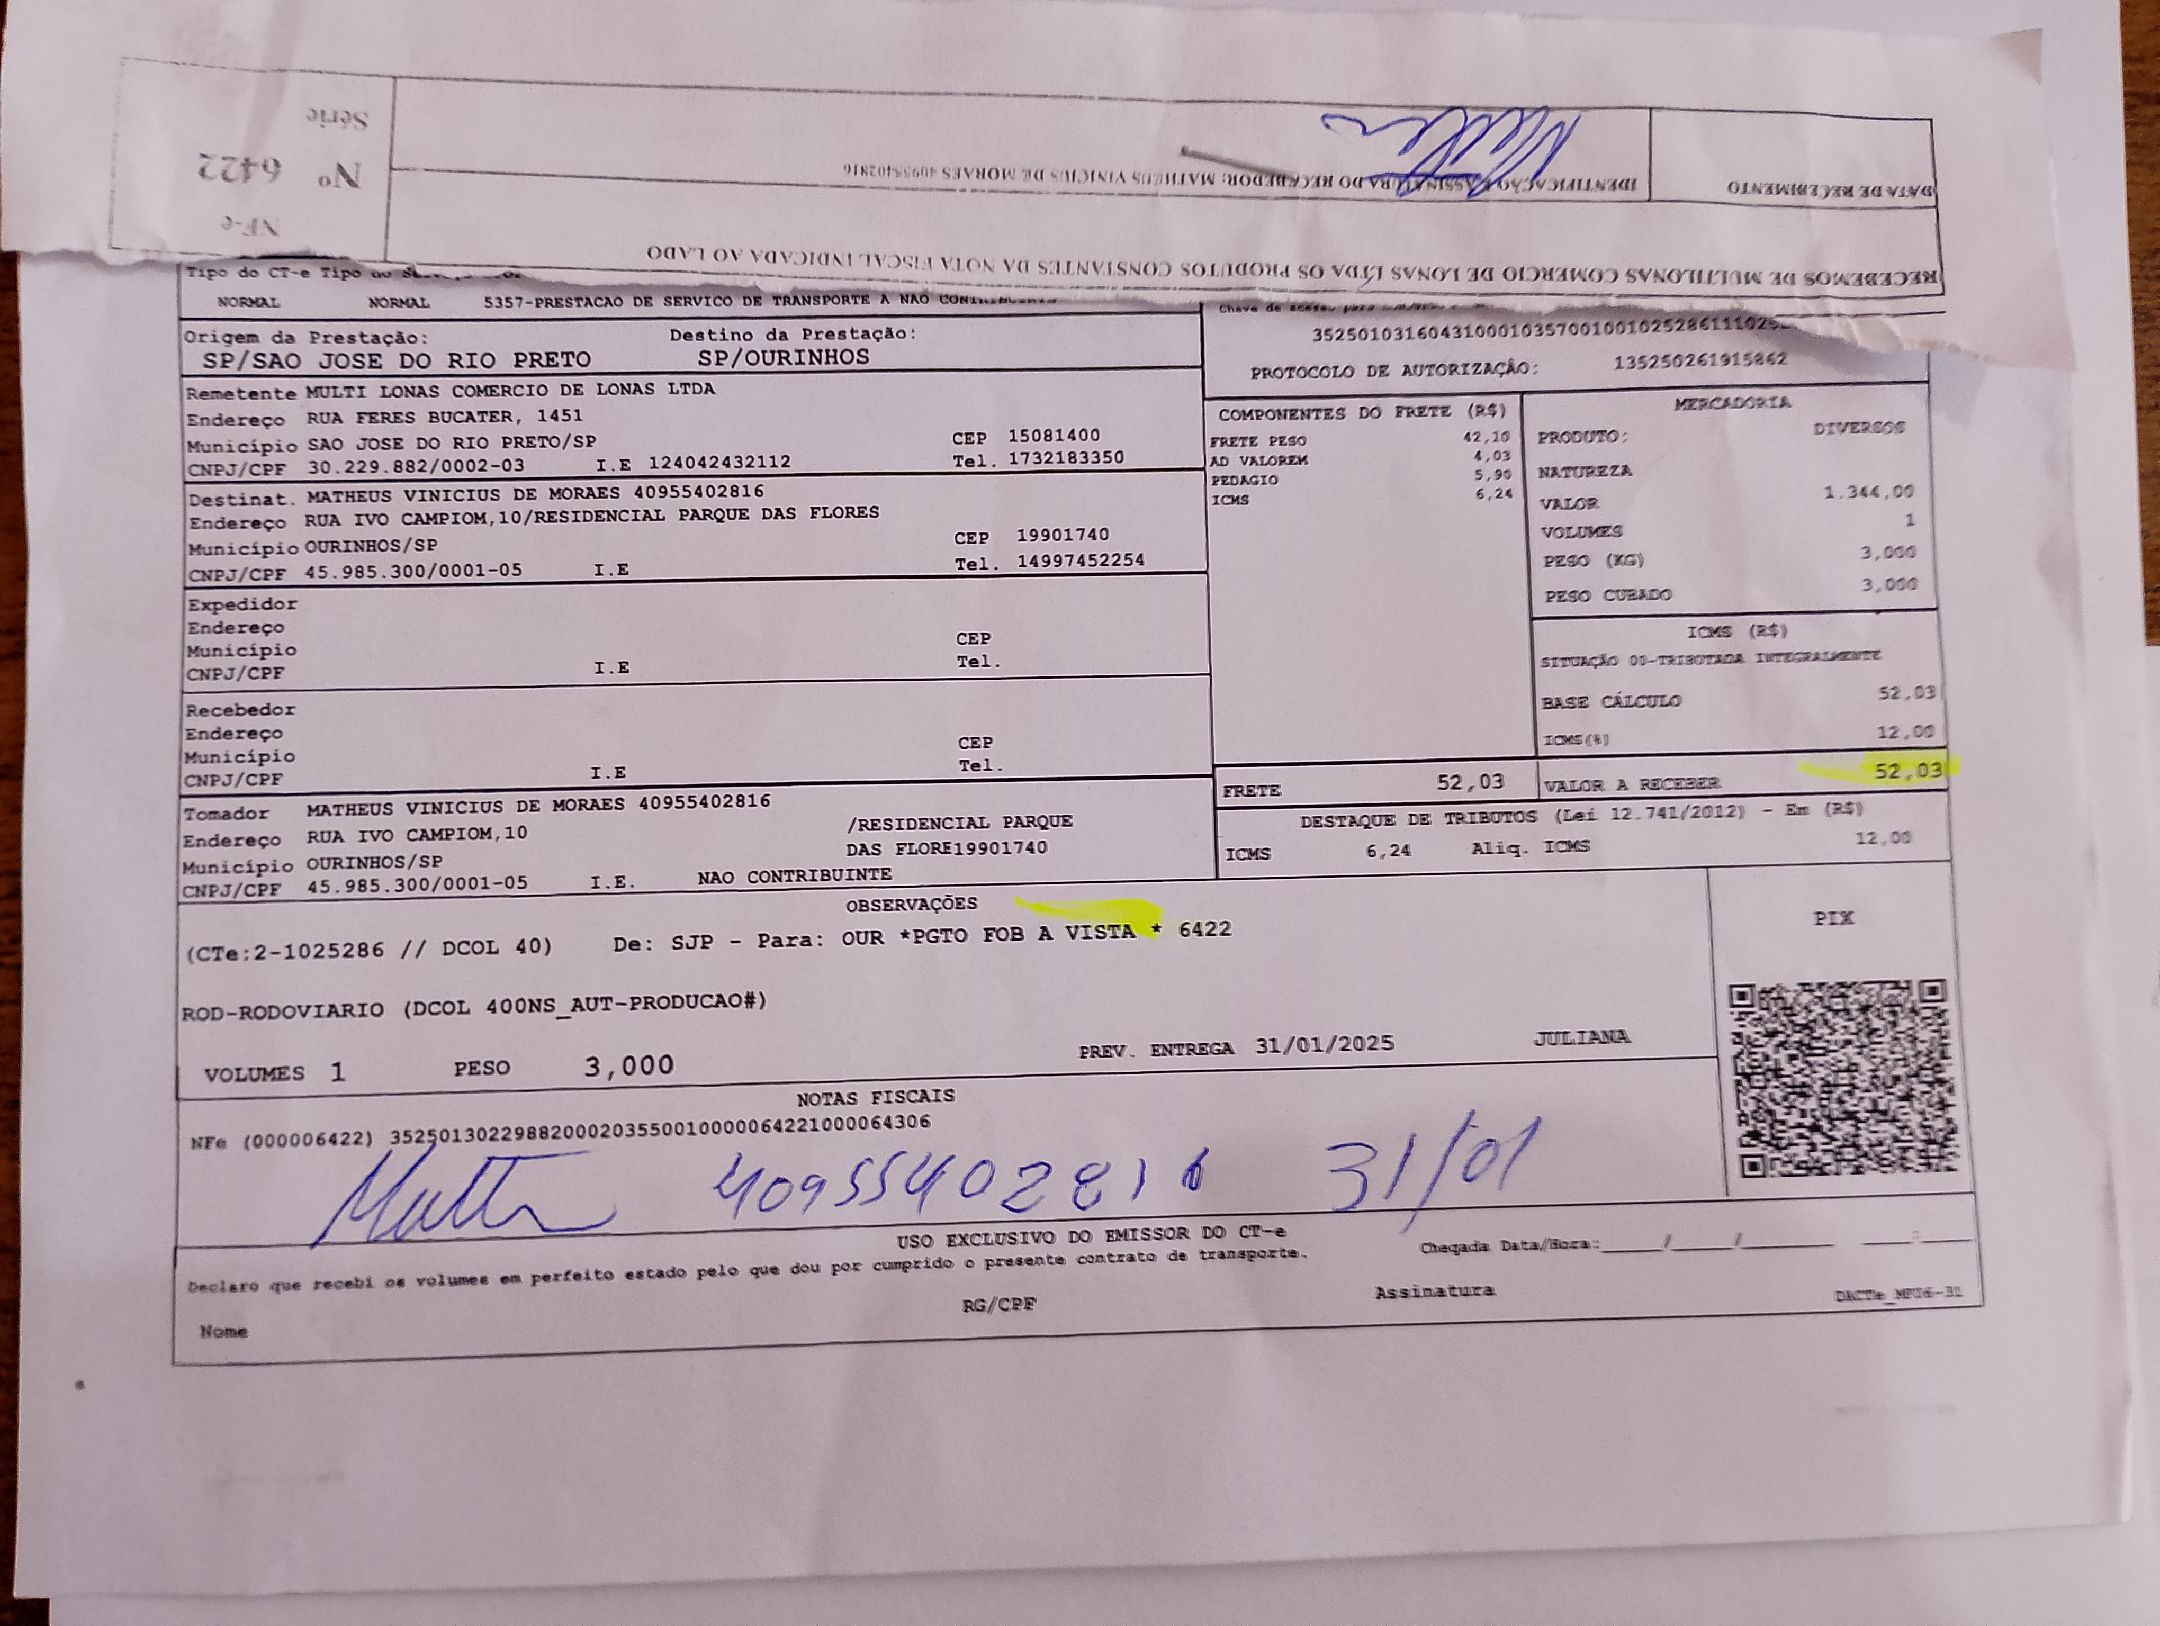 RECEBEMOS DE MULTILONAS COMERCIO DE LONAS LTDA OS PRODUTOS CONSTANTES DA NOTA FISCAL INDICADA AO LADO
DATA DE RECEBIMENTO
IDENTIFICAÇÃO E ASSINATURA DO RECEBEDOR: MATHEUS VINICIUS DE MORAES 40955402816
NF-e
Nº 6422
Série
Tipo do CT-e Tipo do
NORMAL NORMAL 5357-PRESTACAO DE SERVICO DE TRANSPORTE A NAO CONTRIBUINTE
Chave de acesso para
3525010316043100010357001001025286111025
PROTOCOLO DE AUTORIZAÇÃO: 135250261915862
Origem da Prestação: Destino da Prestação:
SP/SAO JOSE DO RIO PRETO SP/OURINHOS
Remetente MULTI LONAS COMERCIO DE LONAS LTDA
Endereço RUA FERES BUCATER, 1451
Município SAO JOSE DO RIO PRETO/SP CEP 15081400
CNPJ/CPF 30.229.882/0002-03 I.E 124042432112 Tel. 1732183350
Destinat. MATHEUS VINICIUS DE MORAES 40955402816
Endereço RUA IVO CAMPIOM,10/RESIDENCIAL PARQUE DAS FLORES
Município OURINHOS/SP CEP 19901740
CNPJ/CPF 45.985.300/0001-05 I.E Tel. 14997452254
Expedidor
Endereço
Município CEP
CNPJ/CPF I.E Tel.
Recebedor
Endereço
Município CEP
CNPJ/CPF I.E Tel.
Tomador MATHEUS VINICIUS DE MORAES 40955402816
Endereço RUA IVO CAMPIOM,10 /RESIDENCIAL PARQUE
Município OURINHOS/SP DAS FLORE19901740
CNPJ/CPF 45.985.300/0001-05 I.E. NAO CONTRIBUINTE
COMPONENTES DO FRETE (R$)
FRETE PESO 42,10
AD VALOREM 4,03
PEDAGIO 5,90
ICMS 6,24
MERCADORIA
PRODUTO: DIVERSOS
NATUREZA
VALOR 1.344,00
VOLUMES 1
PESO (KG) 3,000
PESO CUBADO 3,000
ICMS (R$)
SITUAÇÃO 00-TRIBUTADA INTEGRALMENTE
BASE CÁLCULO 52,03
ICMS(%) 12,00
FRETE 52,03 VALOR A RECEBER 52,03
DESTAQUE DE TRIBUTOS (Lei 12.741/2012) - Em (R$)
ICMS 6,24 Aliq. ICMS 12,00
OBSERVAÇÕES
(CTe:2-1025286 // DCOL 40) De: SJP - Para: OUR *PGTO FOB A VISTA * 6422
PIX
ROD-RODOVIARIO (DCOL 400NS_AUT-PRODUCAO#)
VOLUMES 1 PESO 3,000 PREV. ENTREGA 31/01/2025 JULIANA
NOTAS FISCAIS
NFe (000006422) 35250130229882000203550010000064221000064306
40955402816 31/01
USO EXCLUSIVO DO EMISSOR DO CT-e
Declaro que recebi os volumes em perfeito estado pelo que dou por cumprido o presente contrato de transporte. Chegada Data/Hora:____/____/____ ____:____
Nome RG/CPF Assinatura DACTe_MFU6-31